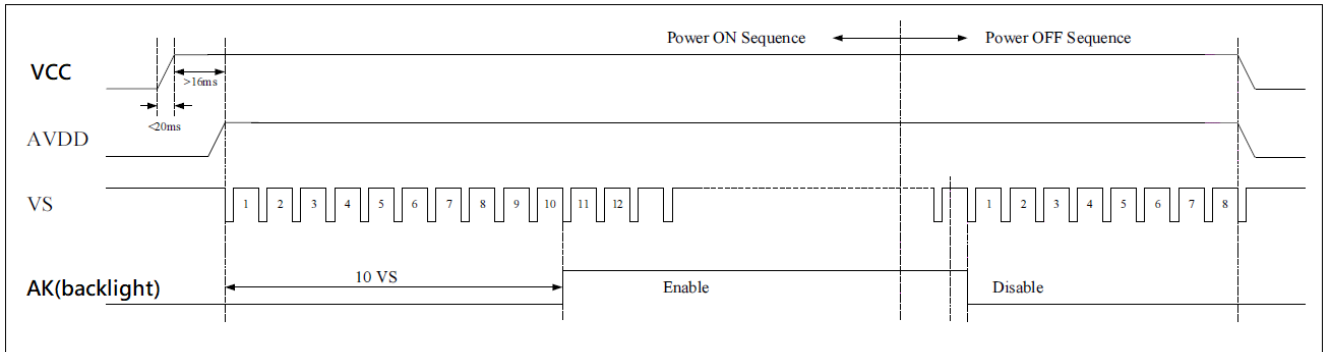 Power ON Sequence
Power OFF Sequence
VCC
>16ms
<20ms
AVDD
VS
1 2 3 4 5 6 7 8 9 10 11 12
1 2 3 4 5 6 7 8
10 VS
AK(backlight)
Enable
Disable